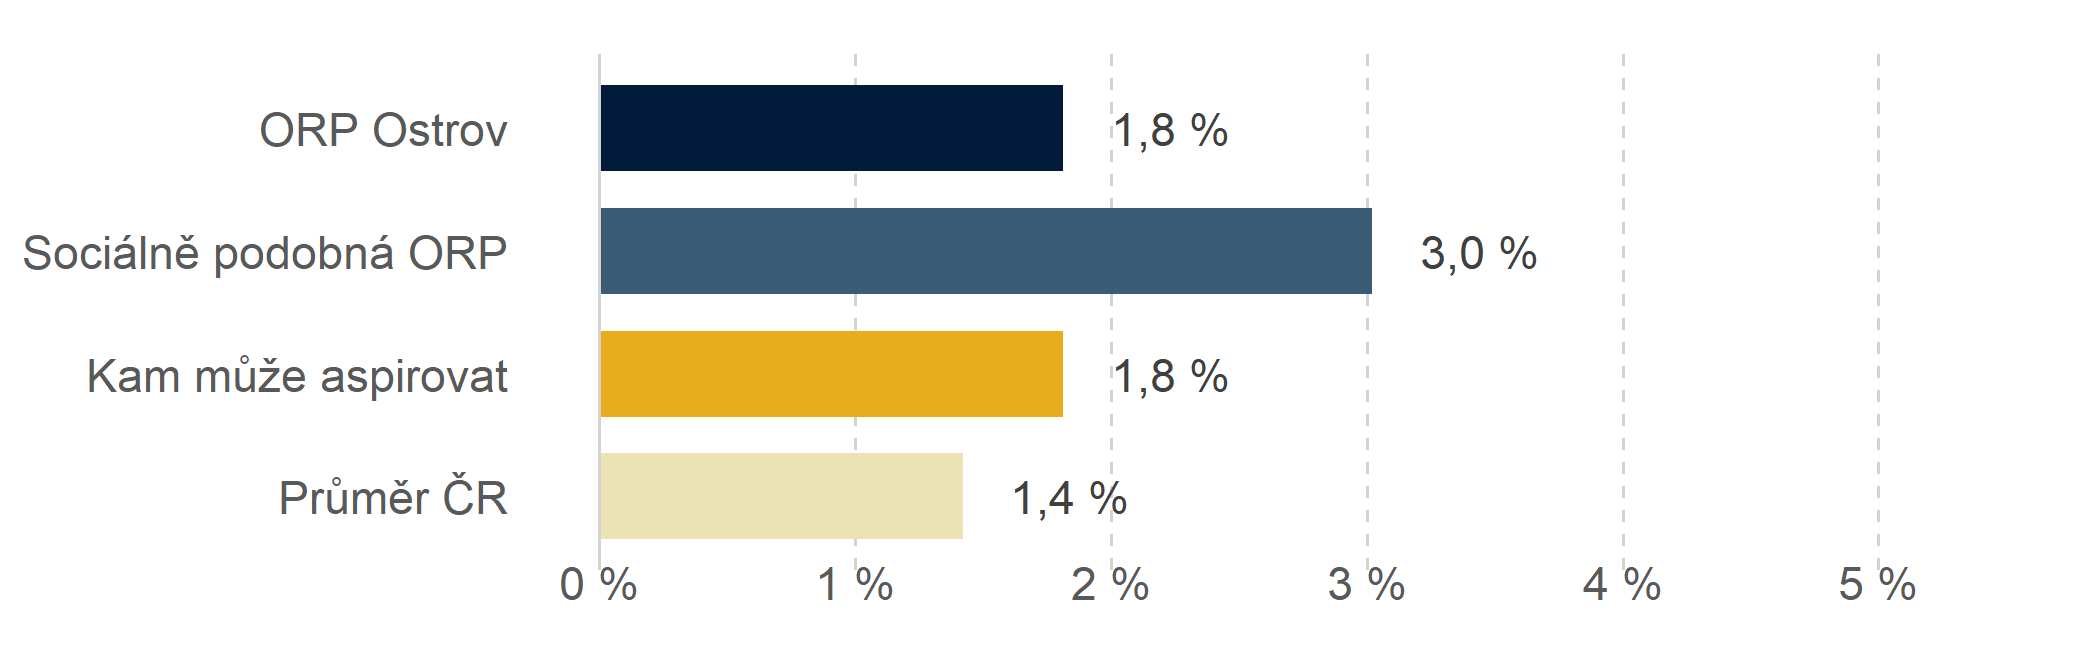 ORP Ostrov 1,8 %
Sociálně podobná ORP 3,0 %
Kam může aspirovat 1,8 %
Průměr ČR 1,4 %
0 % 1 % 2 % 3 % 4 % 5 %